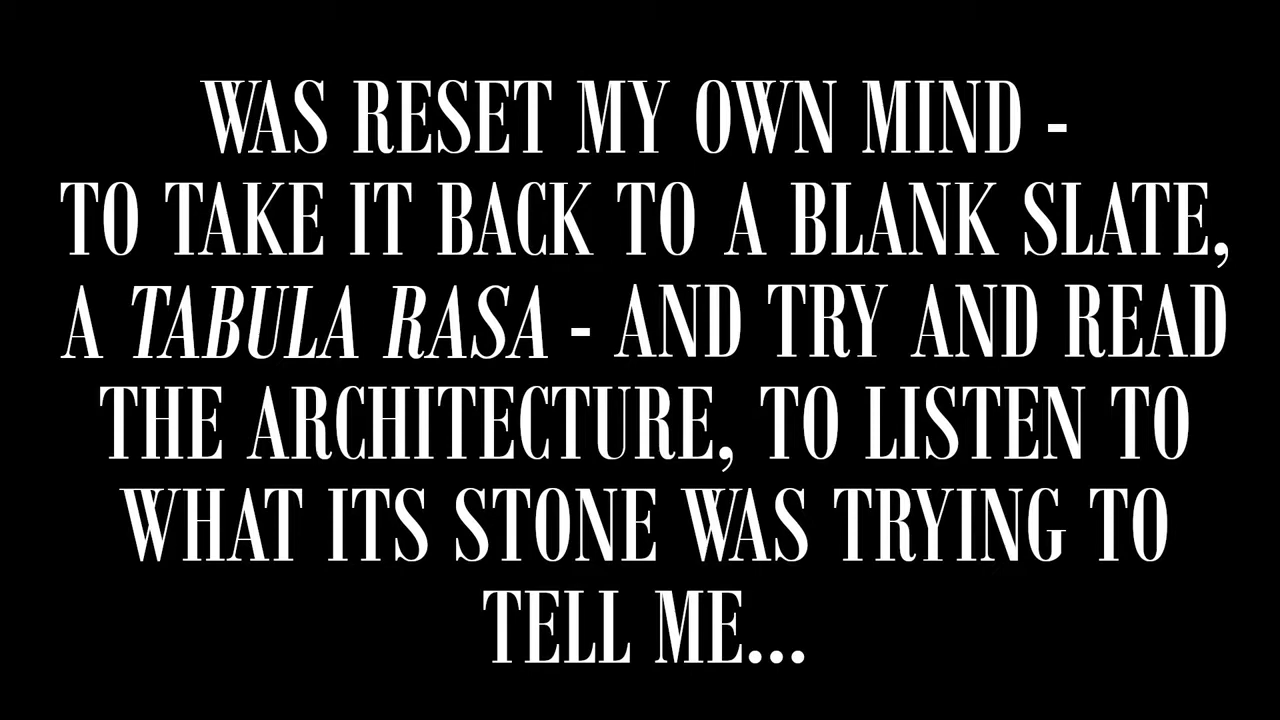 WAS RESET MY OWN MIND -
TO TAKE IT BACK TO A BLANK SLATE,
A TABULA RASA - AND TRY AND READ
THE ARCHITECTURE, TO LISTEN TO
WHAT ITS STONE WAS TRYING TO
TELL ME...